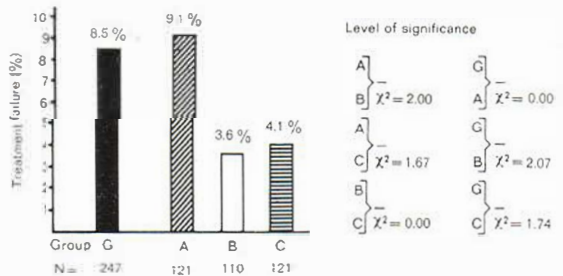 Treatment failure (%)
10
9
8
7
6
5
4
3
2
1
8.5 %
9.1 %
3.6 %
4.1 %
Group G A B C
N = 247 121 110 121
Level of significance
A
B χ² = 2.00 –
G
A χ² = 0.00 –
A
C χ² = 1.67 –
G
B χ² = 2.07 –
B
C χ² = 0.00 –
G
C χ² = 1.74 –